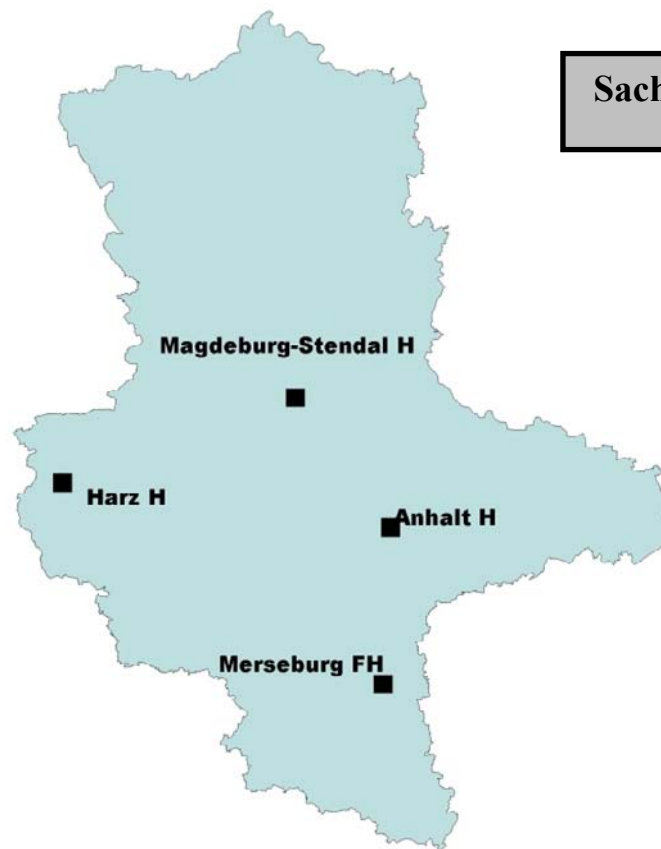 Sach
Magdeburg-Stendal H
Harz H
Anhalt H
Merseburg FH